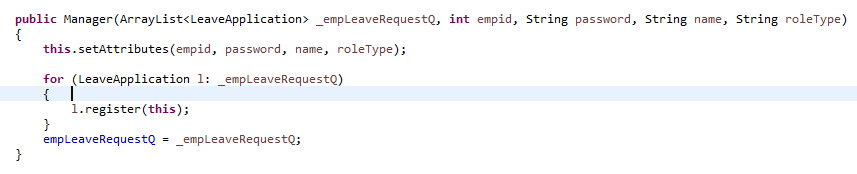 public Manager(ArrayList<LeaveApplication> _empLeaveRequestQ, int empid, String password, String name, String roleType)
{
    this.setAttributes(empid, password, name, roleType);

    for (LeaveApplication l: _empLeaveRequestQ)
    {
        l.register(this);
    }
    empLeaveRequestQ = _empLeaveRequestQ;
}